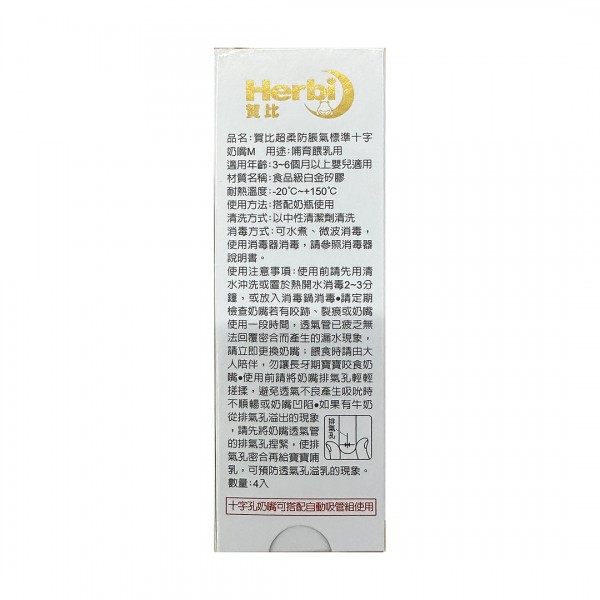 Herbi
賀比
品名:賀比超柔防脹氣標準十字
奶嘴M 用途:哺育餵乳用
適用年齡:3~6個月以上嬰兒適用
材質名稱:食品級白金矽膠
耐熱溫度:-20℃~+150℃
使用方法:搭配奶瓶使用
清洗方式:以中性清潔劑清洗
消毒方式:可水煮、微波消毒,
使用消毒器消毒,請參照消毒器
說明書。
使用注意事項:使用前請先用清
水沖洗或置於熱開水消毒2~3分
鐘,或放入消毒鍋消毒●請定期
檢查奶嘴若有咬跡、裂痕或奶嘴
使用一段時間,透氣管已疲乏無
法回覆密合而產生的漏水現象,
請立即更換奶嘴;餵食時請由大
人陪伴,勿讓長牙期寶寶咬食奶
嘴●使用前請將奶嘴排氣孔輕輕
搓揉,避免透氣不良產生吸吮時
不順暢或奶嘴凹陷●如果有牛奶
從排氣孔溢出的現象
,請先將奶嘴透氣管
的排氣孔捏緊,使排
氣孔密合再給寶寶哺
乳,可預防透氣孔溢乳的現象。
排氣孔
數量:4入
十字孔奶嘴可搭配自動吸管組使用